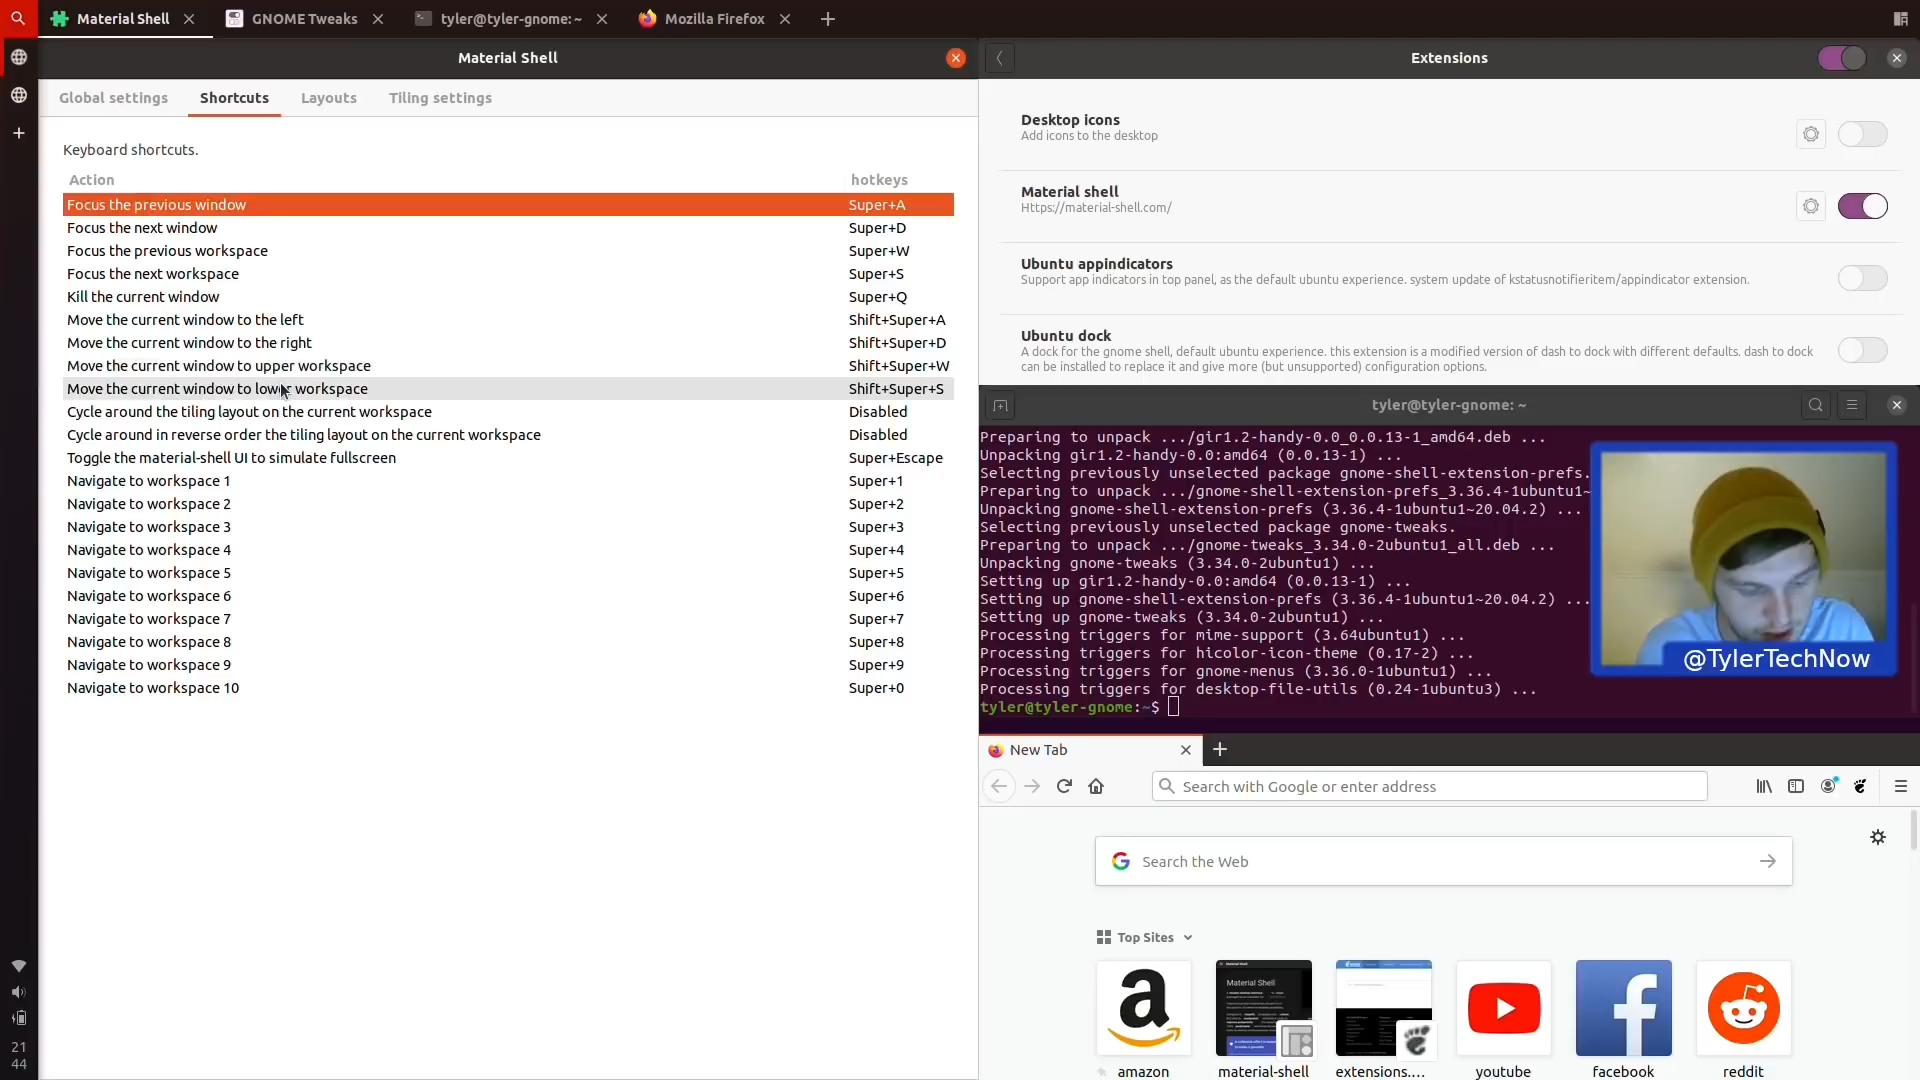 Material Shell
GNOME Tweaks
tyler@tyler-gnome: ~
Mozilla Firefox
Material Shell
Global settings
Shortcuts
Layouts
Tiling settings
Keyboard shortcuts.
Action hotkeys
Focus the previous window Super+A
Focus the next window Super+D
Focus the previous workspace Super+W
Focus the next workspace Super+S
Kill the current window Super+Q
Move the current window to the left Shift+Super+A
Move the current window to the right Shift+Super+D
Move the current window to upper workspace Shift+Super+W
Move the current window to lower workspace Shift+Super+S
Cycle around the tiling layout on the current workspace Disabled
Cycle around in reverse order the tiling layout on the current workspace Disabled
Toggle the material-shell UI to simulate fullscreen Super+Escape
Navigate to workspace 1 Super+1
Navigate to workspace 2 Super+2
Navigate to workspace 3 Super+3
Navigate to workspace 4 Super+4
Navigate to workspace 5 Super+5
Navigate to workspace 6 Super+6
Navigate to workspace 7 Super+7
Navigate to workspace 8 Super+8
Navigate to workspace 9 Super+9
Navigate to workspace 10 Super+0
21
44
Extensions
Desktop icons
Add icons to the desktop
Material shell
Https://material-shell.com/
Ubuntu appindicators
Support app indicators in top panel, as the default ubuntu experience. system update of kstatusnotifieritem/appindicator extension.
Ubuntu dock
A dock for the gnome shell, default ubuntu experience. this extension is a modified version of dash to dock with different defaults. dash to dock
can be installed to replace it and give more (but unsupported) configuration options.
tyler@tyler-gnome: ~
Preparing to unpack .../gir1.2-handy-0.0_0.0.13-1_amd64.deb ...
Unpacking gir1.2-handy-0.0:amd64 (0.0.13-1) ...
Selecting previously unselected package gnome-shell-extension-prefs.
Preparing to unpack .../gnome-shell-extension-prefs_3.36.4-1ubuntu1~
Unpacking gnome-shell-extension-prefs (3.36.4-1ubuntu1~20.04.2) ...
Selecting previously unselected package gnome-tweaks.
Preparing to unpack .../gnome-tweaks_3.34.0-2ubuntu1_all.deb ...
Unpacking gnome-tweaks (3.34.0-2ubuntu1) ...
Setting up gir1.2-handy-0.0:amd64 (0.0.13-1) ...
Setting up gnome-shell-extension-prefs (3.36.4-1ubuntu1~20.04.2) ...
Setting up gnome-tweaks (3.34.0-2ubuntu1) ...
Processing triggers for mime-support (3.64ubuntu1) ...
Processing triggers for hicolor-icon-theme (0.17-2) ...
Processing triggers for gnome-menus (3.36.0-1ubuntu1) ...
Processing triggers for desktop-file-utils (0.24-1ubuntu3) ...
tyler@tyler-gnome:~$
@TylerTechNow
New Tab
Search with Google or enter address
Search the Web
Top Sites
Material Shell
amazon
material-shell
extensions....
youtube
facebook
reddit